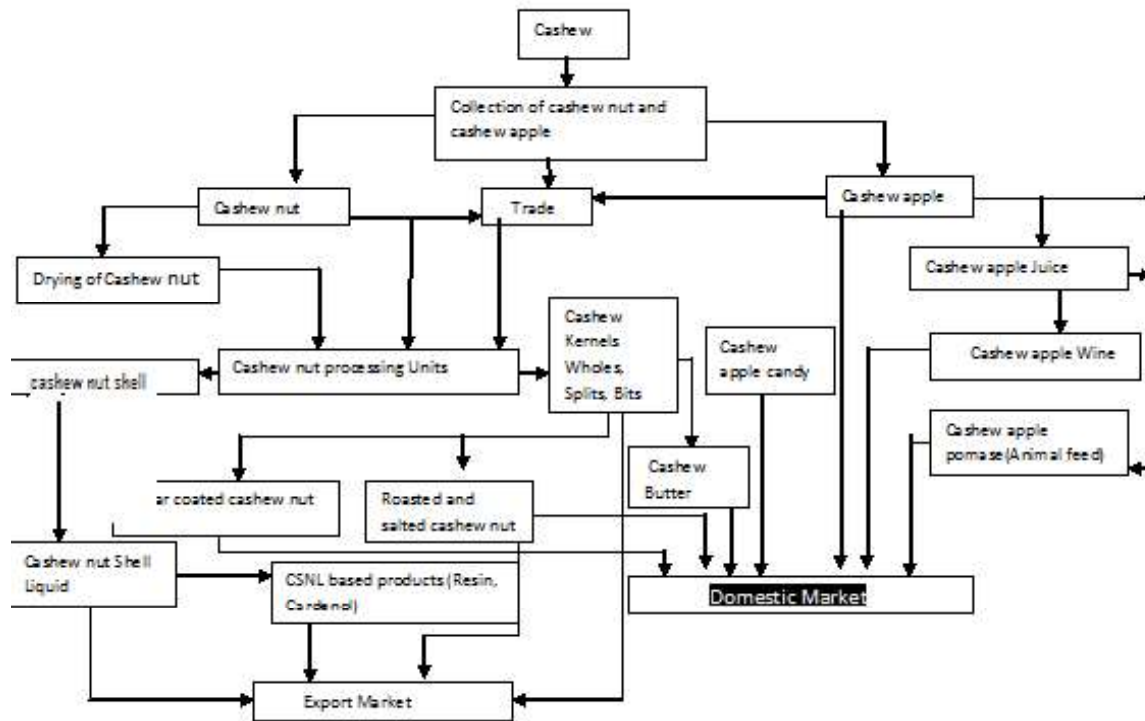 Cashew
Collection of cashew nut and
cashew apple
Cashew nut
Trade
Cashew apple
Drying of Cashew nut
Cashew apple Juice
Cashew
Kernels
Wholes,
Splits, Bits
Cashew
apple candy
Cashew apple Wine
cashew nut shell
Cashew nut processing Units
Cashew apple
pomase(Animal feed)
Cashew
Butter
ar coated cashew nut
Roasted and
salted cashew nut
Cashew nut Shell
Liquid
CSNL based products (Resin,
Cardenol)
Domestic Market
Export Market